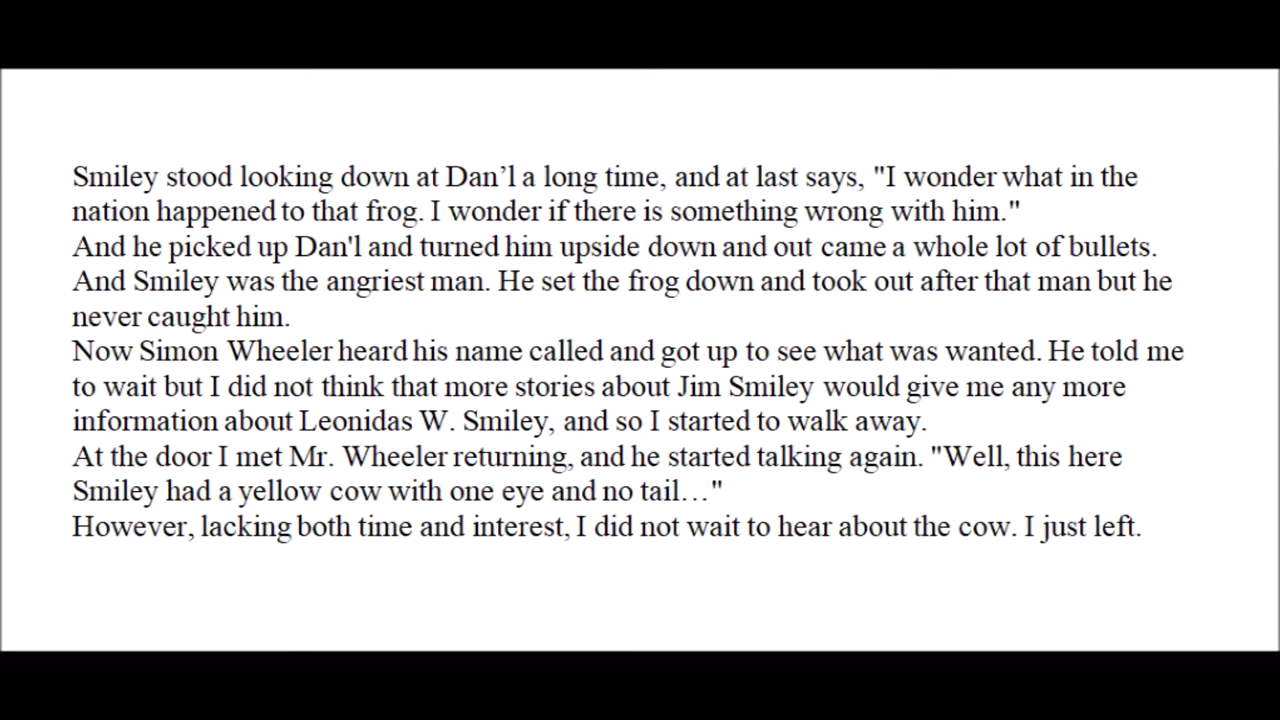 Smiley stood looking down at Dan’l a long time, and at last says, "I wonder what in the
nation happened to that frog. I wonder if there is something wrong with him."
And he picked up Dan'l and turned him upside down and out came a whole lot of bullets.
And Smiley was the angriest man. He set the frog down and took out after that man but he
never caught him.
Now Simon Wheeler heard his name called and got up to see what was wanted. He told me
to wait but I did not think that more stories about Jim Smiley would give me any more
information about Leonidas W. Smiley, and so I started to walk away.
At the door I met Mr. Wheeler returning, and he started talking again. "Well, this here
Smiley had a yellow cow with one eye and no tail…"
However, lacking both time and interest, I did not wait to hear about the cow. I just left.